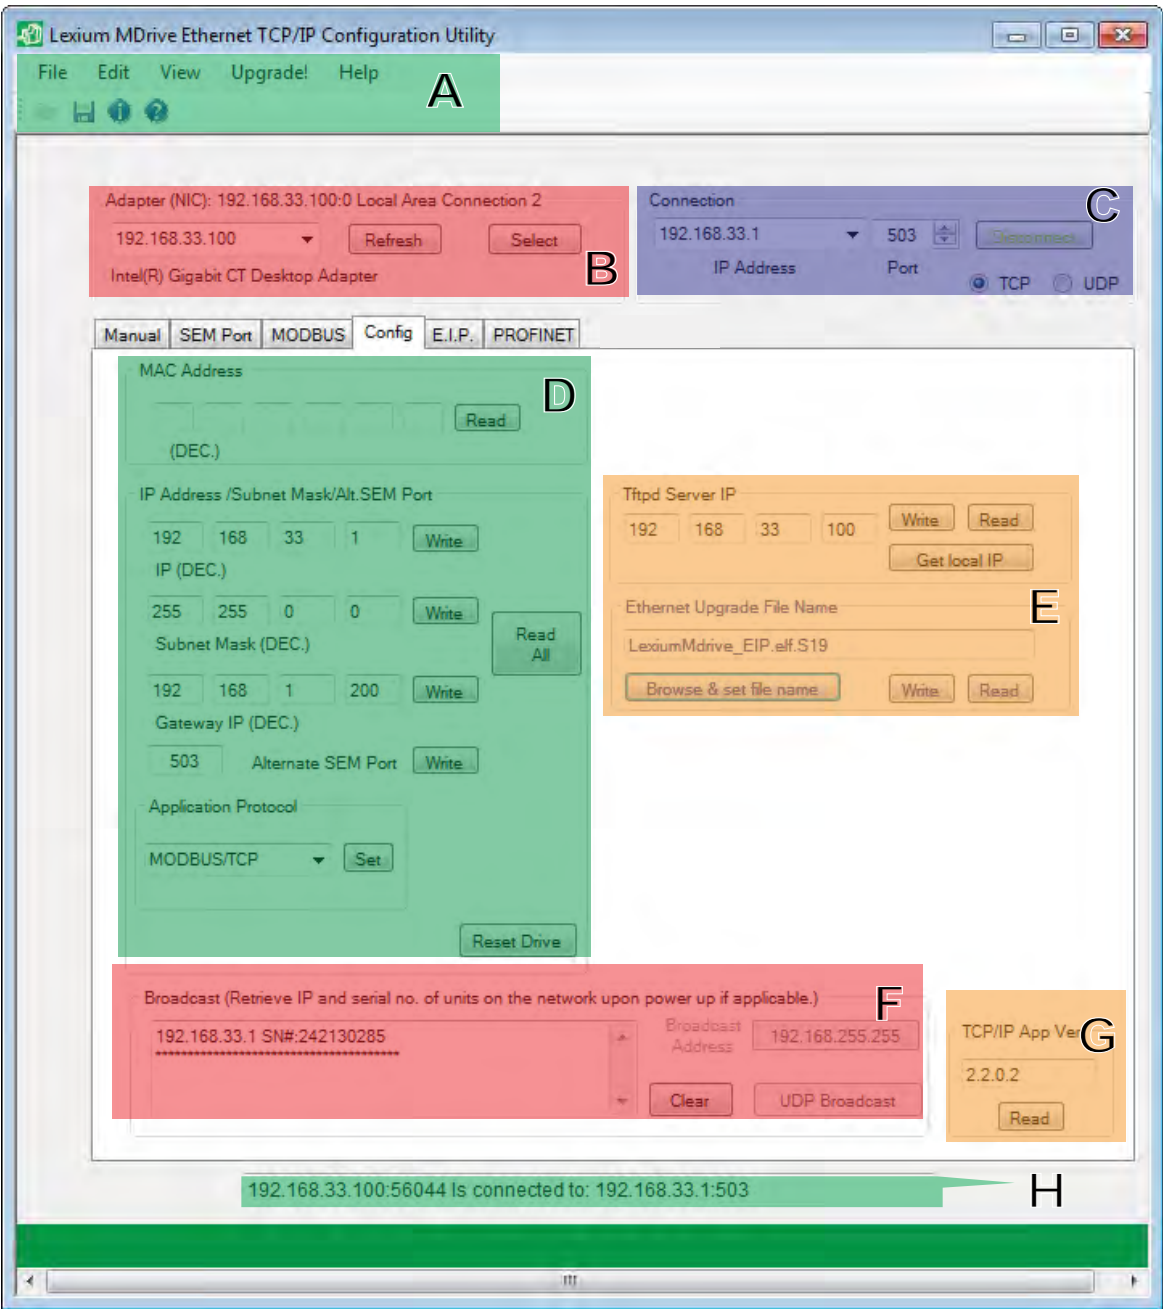 Lexium MDrive Ethernet TCP/IP Configuration Utility
File Edit View Upgrade! Help
A
Adapter (NIC): 192.168.33.100:0 Local Area Connection 2
192.168.33.100 Refresh Select
Intel(R) Gigabit CT Desktop Adapter
B
Connection
C
192.168.33.1 503 Disconnect
IP Address Port
TCP UDP
Manual SEM Port MODBUS Config E.I.P. PROFINET
MAC Address
D
Read
(DEC.)
IP Address /Subnet Mask/Alt.SEM Port
192 168 33 1 Write
IP (DEC.)
255 255 0 0 Write
Subnet Mask (DEC.)
Read
All
192 168 1 200 Write
Gateway IP (DEC.)
503 Alternate SEM Port Write
Application Protocol
MODBUS/TCP Set
Reset Drive
Tftpd Server IP
192 168 33 100 Write Read
Get local IP
E
Ethernet Upgrade File Name
LexiumMdrive_EIP.elf.S19
Browse & set file name Write Read
Broadcast (Retrieve IP and serial no. of units on the network upon power up if applicable.)
F
192.168.33.1 SN#:242130285
****************************************
Broadcast
Address
192.168.255.255
Clear UDP Broadcast
TCP/IP App Ver
G
2.2.0.2
Read
192.168.33.100:56044 Is connected to: 192.168.33.1:503
H